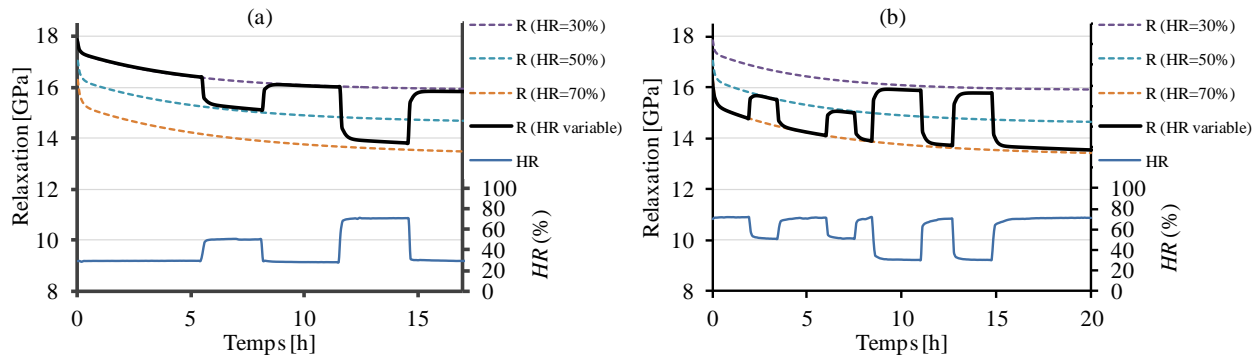 (a)
Relaxation [GPa]
18
16
14
12
10
8
0
5
10
15
Temps [h]
100
80
60
40
20
0
HR (%)
R (HR=30%)
R (HR=50%)
R (HR=70%)
R (HR variable)
HR
(b)
Relaxation [GPa]
18
16
14
12
10
8
0
5
10
15
20
Temps [h]
100
80
60
40
20
0
HR (%)
R (HR=30%)
R (HR=50%)
R (HR=70%)
R (HR variable)
HR